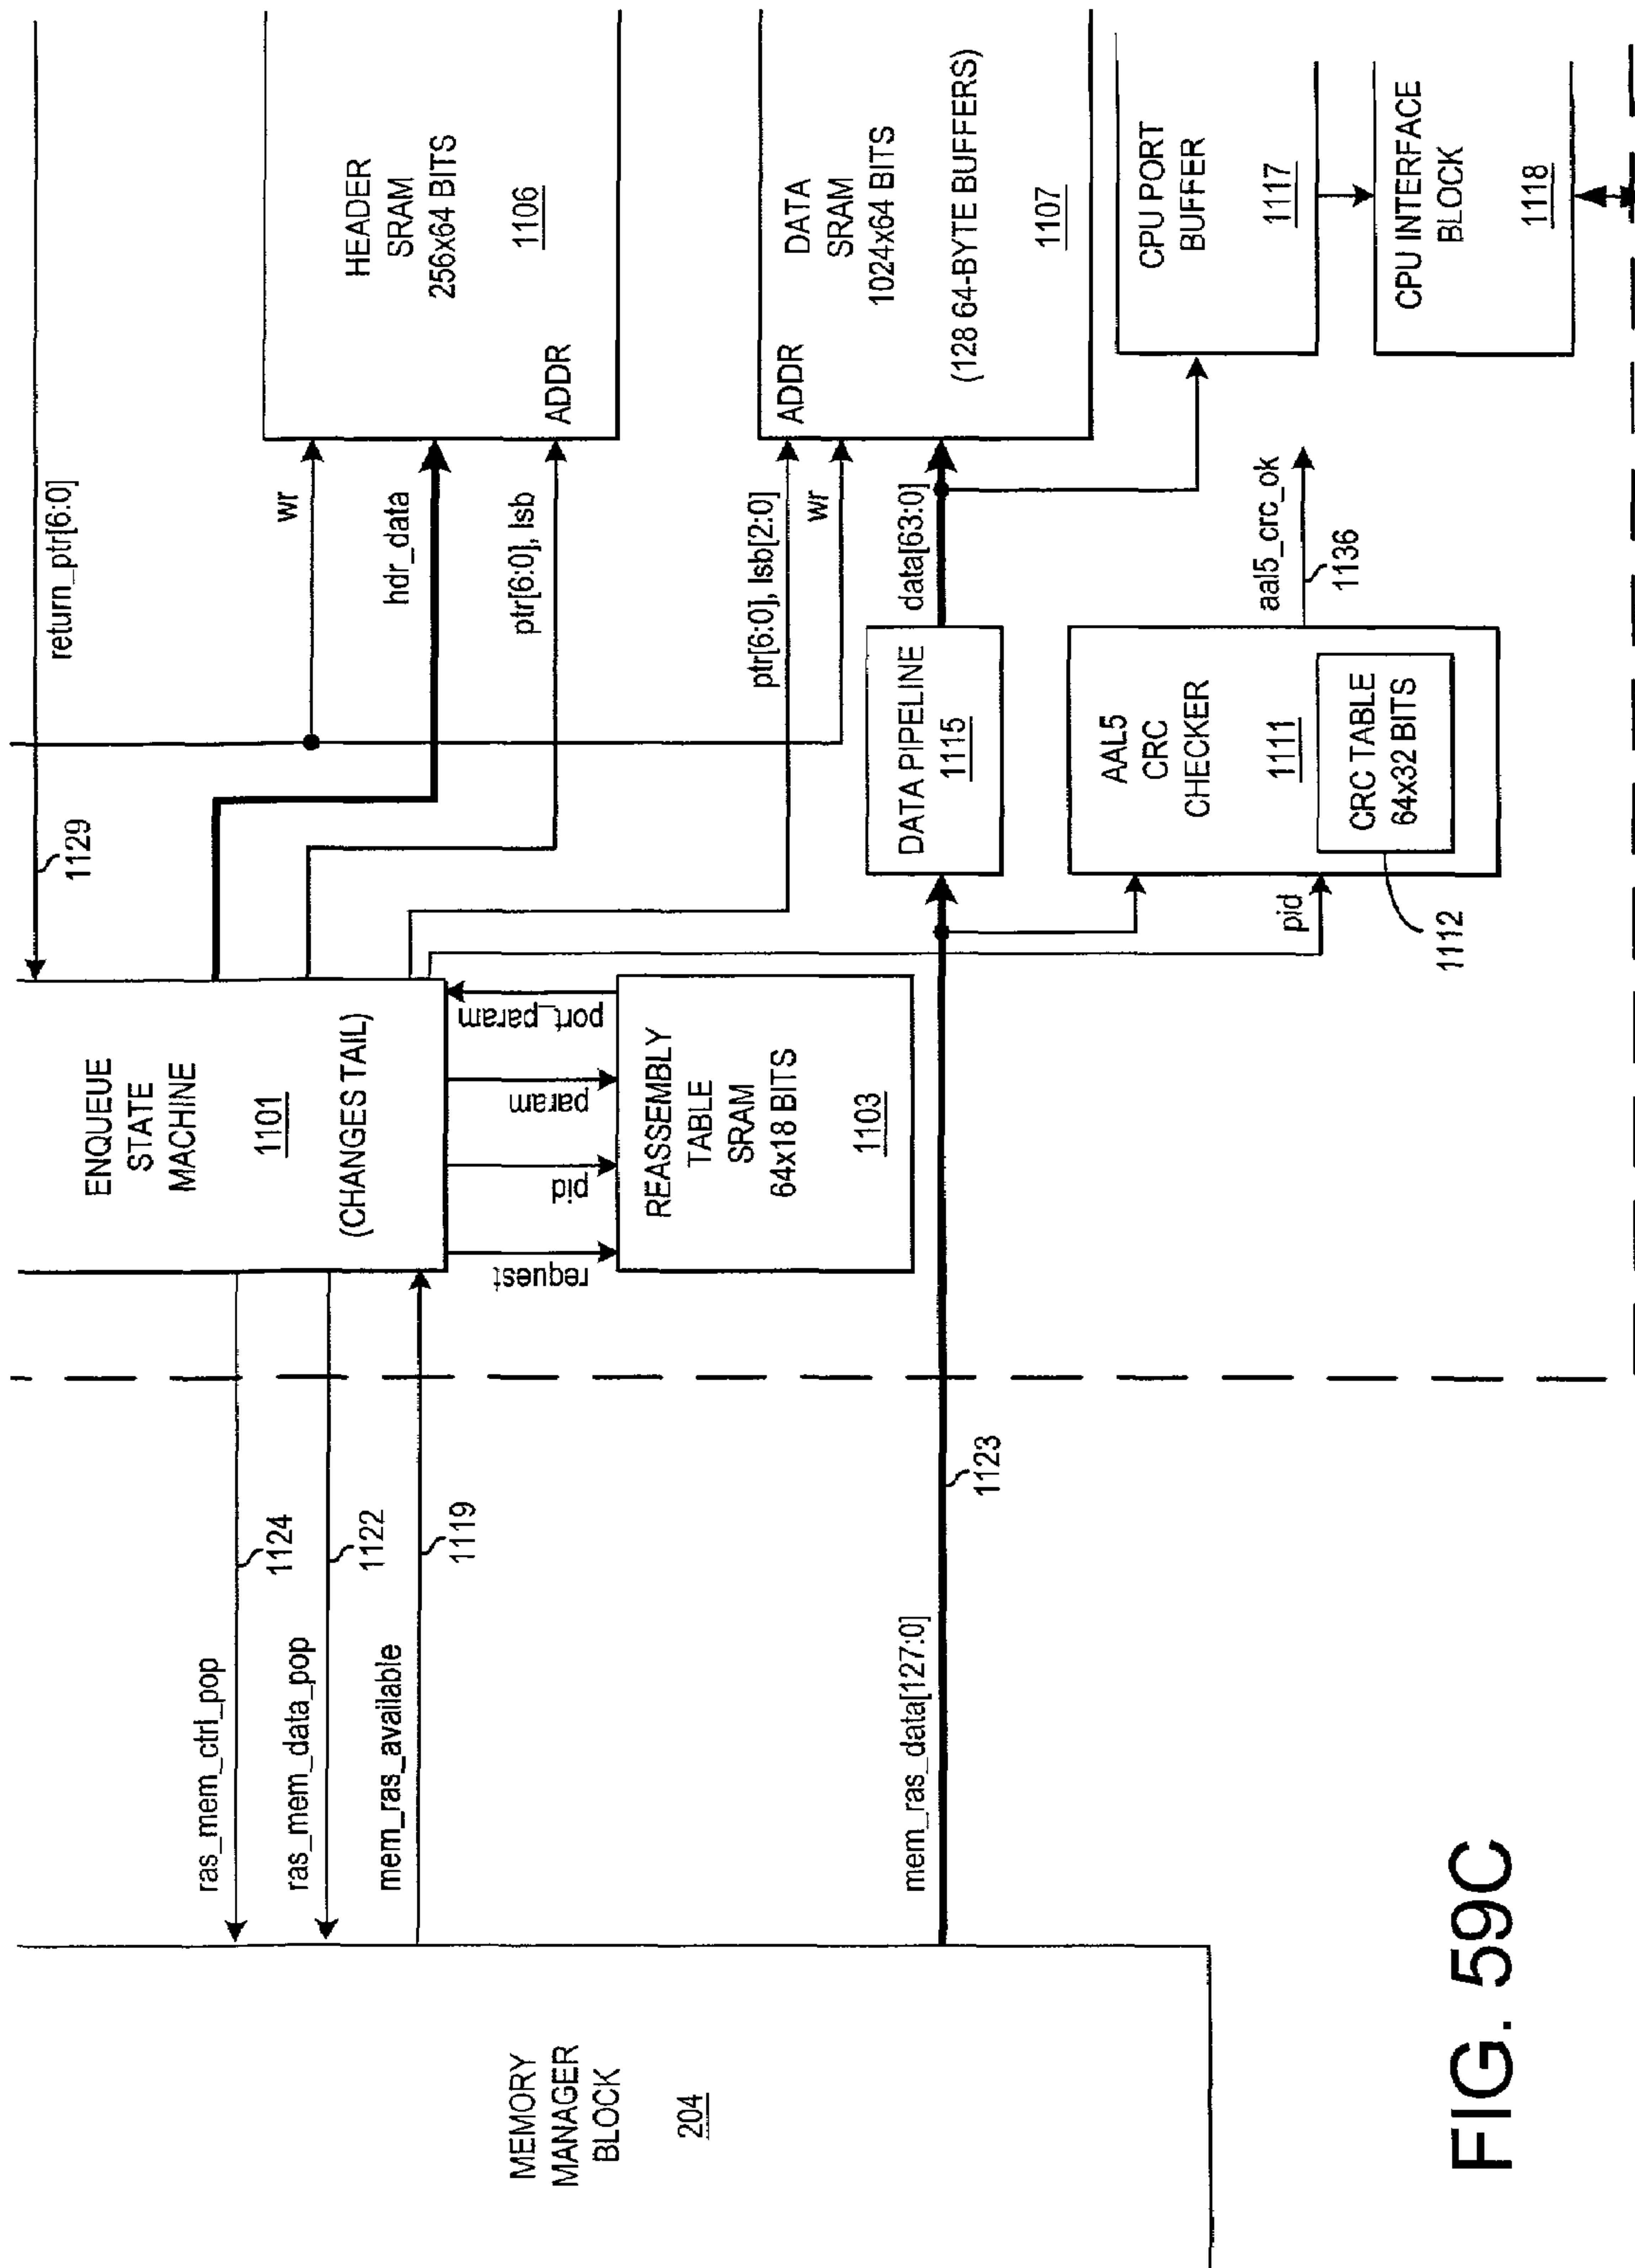 MEMORY
MANAGER
BLOCK
204
ras_mem_ctrl_pop
1124
ras_mem_data_pop
1122
mem_ras_available
1119
mem_ras_data[127:0]
1123
ENQUEUE
STATE
MACHINE
1101
(CHANGES TAIL)
request
pid
param
port_param
REASSEMBLY
TABLE
SRAM
64x18 BITS
1103
return_ptr[6:0]
1129
wr
hdr_data
ptr[6:0], lsb
ptr[6:0], lsb[2:0]
wr
data[63:0]
DATA PIPELINE
1115
pid
AAL5
CRC
CHECKER
1111
CRC TABLE
64x32 BITS
1112
aal5_crc_ok
1136
HEADER
SRAM
256x64 BITS
1106
ADDR
ADDR
DATA
SRAM
1024x64 BITS
(128 64-BYTE BUFFERS)
1107
CPU PORT
BUFFER
1117
CPU INTERFACE
BLOCK
1118
FIG. 59C